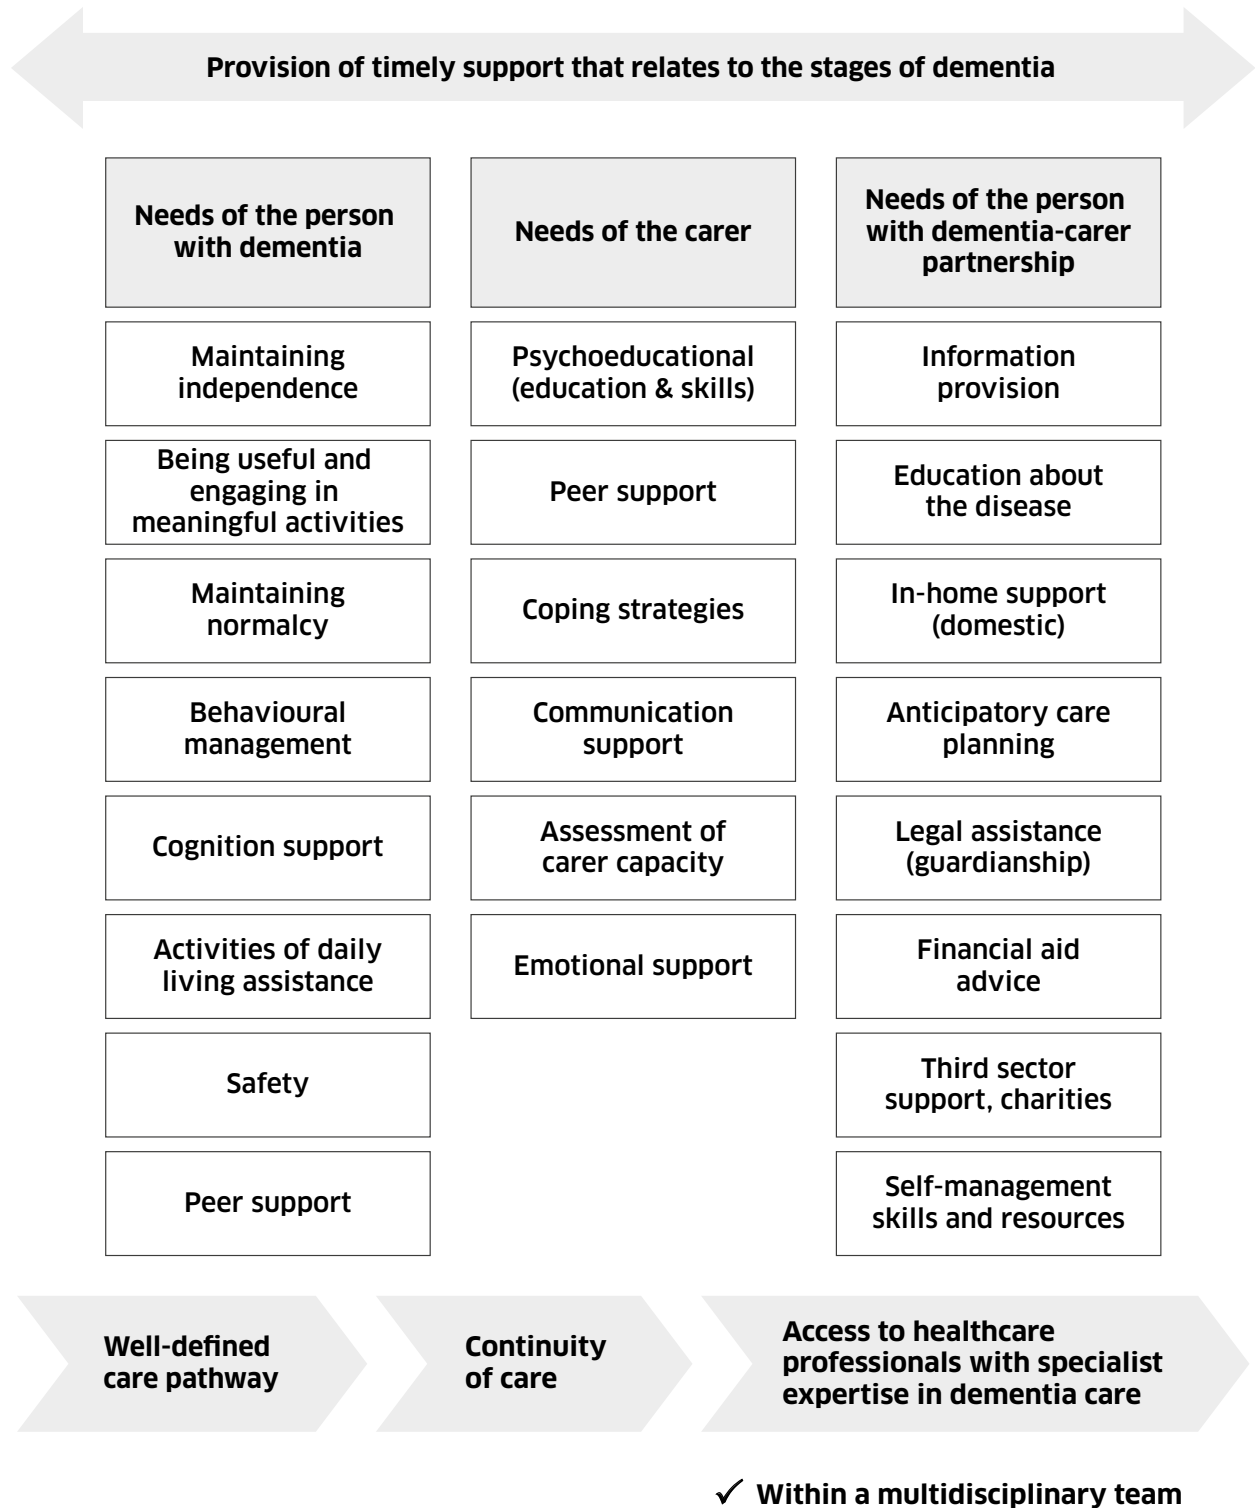 Provision of timely support that relates to the stages of dementia
Needs of the person
with dementia
Maintaining
independence
Being useful and
engaging in
meaningful activities
Maintaining
normalcy
Behavioural
management
Cognition support
Activities of daily
living assistance
Safety
Peer support
Needs of the carer
Psychoeducational
(education & skills)
Peer support
Coping strategies
Communication
support
Assessment of
carer capacity
Emotional support
Needs of the person
with dementia-carer
partnership
Information
provision
Education about
the disease
In-home support
(domestic)
Anticipatory care
planning
Legal assistance
(guardianship)
Financial aid
advice
Third sector
support, charities
Self-management
skills and resources
Well-defined
care pathway
Continuity
of care
Access to healthcare
professionals with specialist
expertise in dementia care
✓ Within a multidisciplinary team